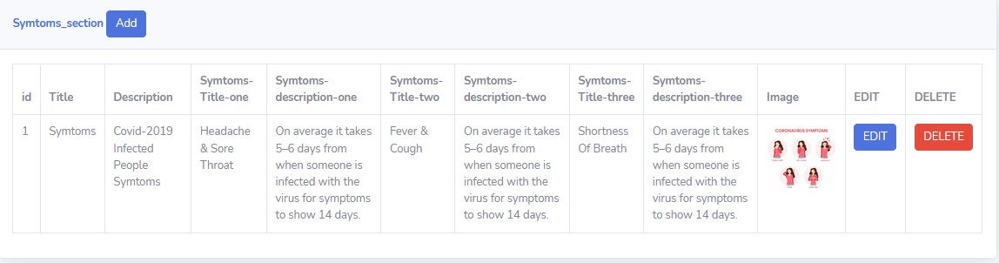 Symtoms_section Add
id Title Description Symtoms-Title-one Symtoms-description-one Symtoms-Title-two Symtoms-description-two Symtoms-Title-three Symtoms-description-three Image EDIT DELETE
1
Symtoms
Covid-2019
Infected
People
Symtoms
Headache
& Sore
Throat
On average it takes
5–6 days from
when someone is
infected with the
virus for symptoms
to show 14 days.
Fever &
Cough
On average it takes
5–6 days from
when someone is
infected with the
virus for symptoms
to show 14 days.
Shortness
Of Breath
On average it takes
5–6 days from
when someone is
infected with the
virus for symptoms
to show 14 days.
CORONAVIRUS SYMPTOMS
EDIT
DELETE